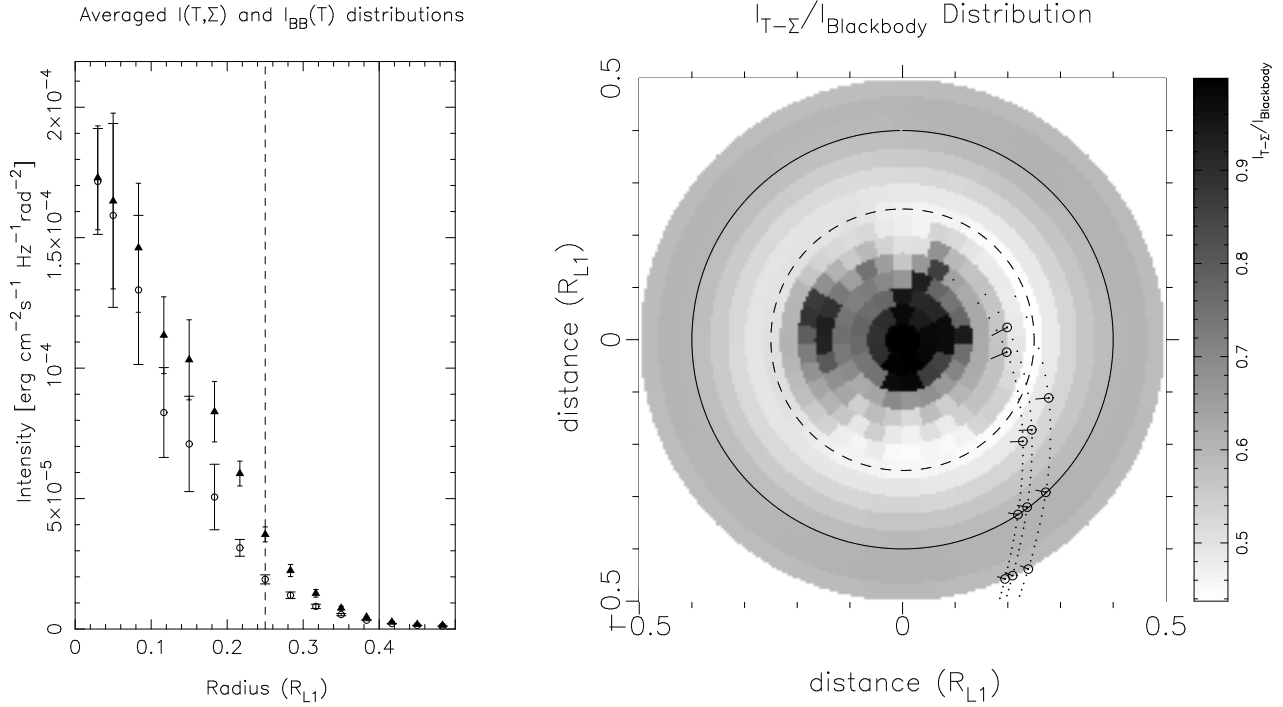 Averaged I(T,Σ) and I_BB(T) distributions
2×10⁻⁴
1.5×10⁻⁴
10⁻⁴
5×10⁻⁵
0
Intensity [erg cm⁻²s⁻¹ Hz⁻¹rad⁻²]
0 0.1 0.2 0.3 0.4
Radius (R_L1)
I_T−Σ/I_Blackbody Distribution
0.5
0
−0.5
distance (R_L1)
−0.5 0 0.5
distance (R_L1)
0.9
0.8
0.7
0.6
0.5
I_T−Σ/I_Blackbody